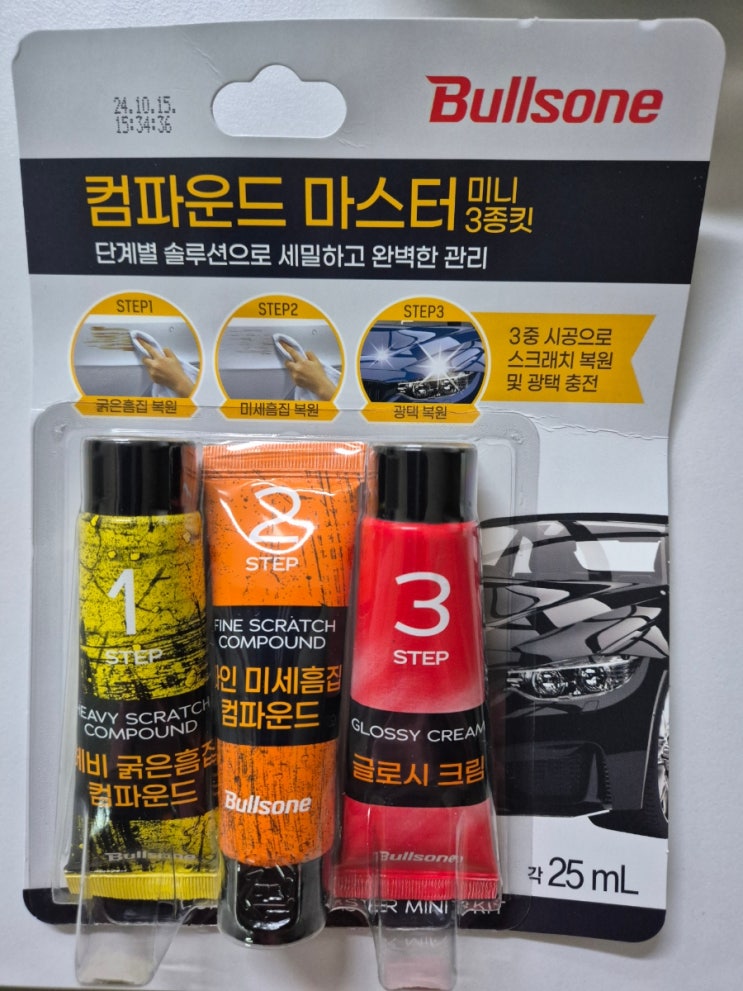 24.10.15.
15:34:36
Bullsone
컴파운드 마스터 미니 3종킷
단계별 솔루션으로 세밀하고 완벽한 관리
STEP1
굵은흠집 복원
STEP2
미세흠집 복원
STEP3
광택 복원
3중 시공으로
스크래치 복원
및 광택 충전
1
STEP
HEAVY SCRATCH
COMPOUND
헤비 굵은흠집
컴파운드
Bullsone
2
STEP
FINE SCRATCH
COMPOUND
파인 미세흠집
컴파운드
Bullsone
3
STEP
GLOSSY CREAM
글로시 크림
Bullsone
각 25 mL
MINI